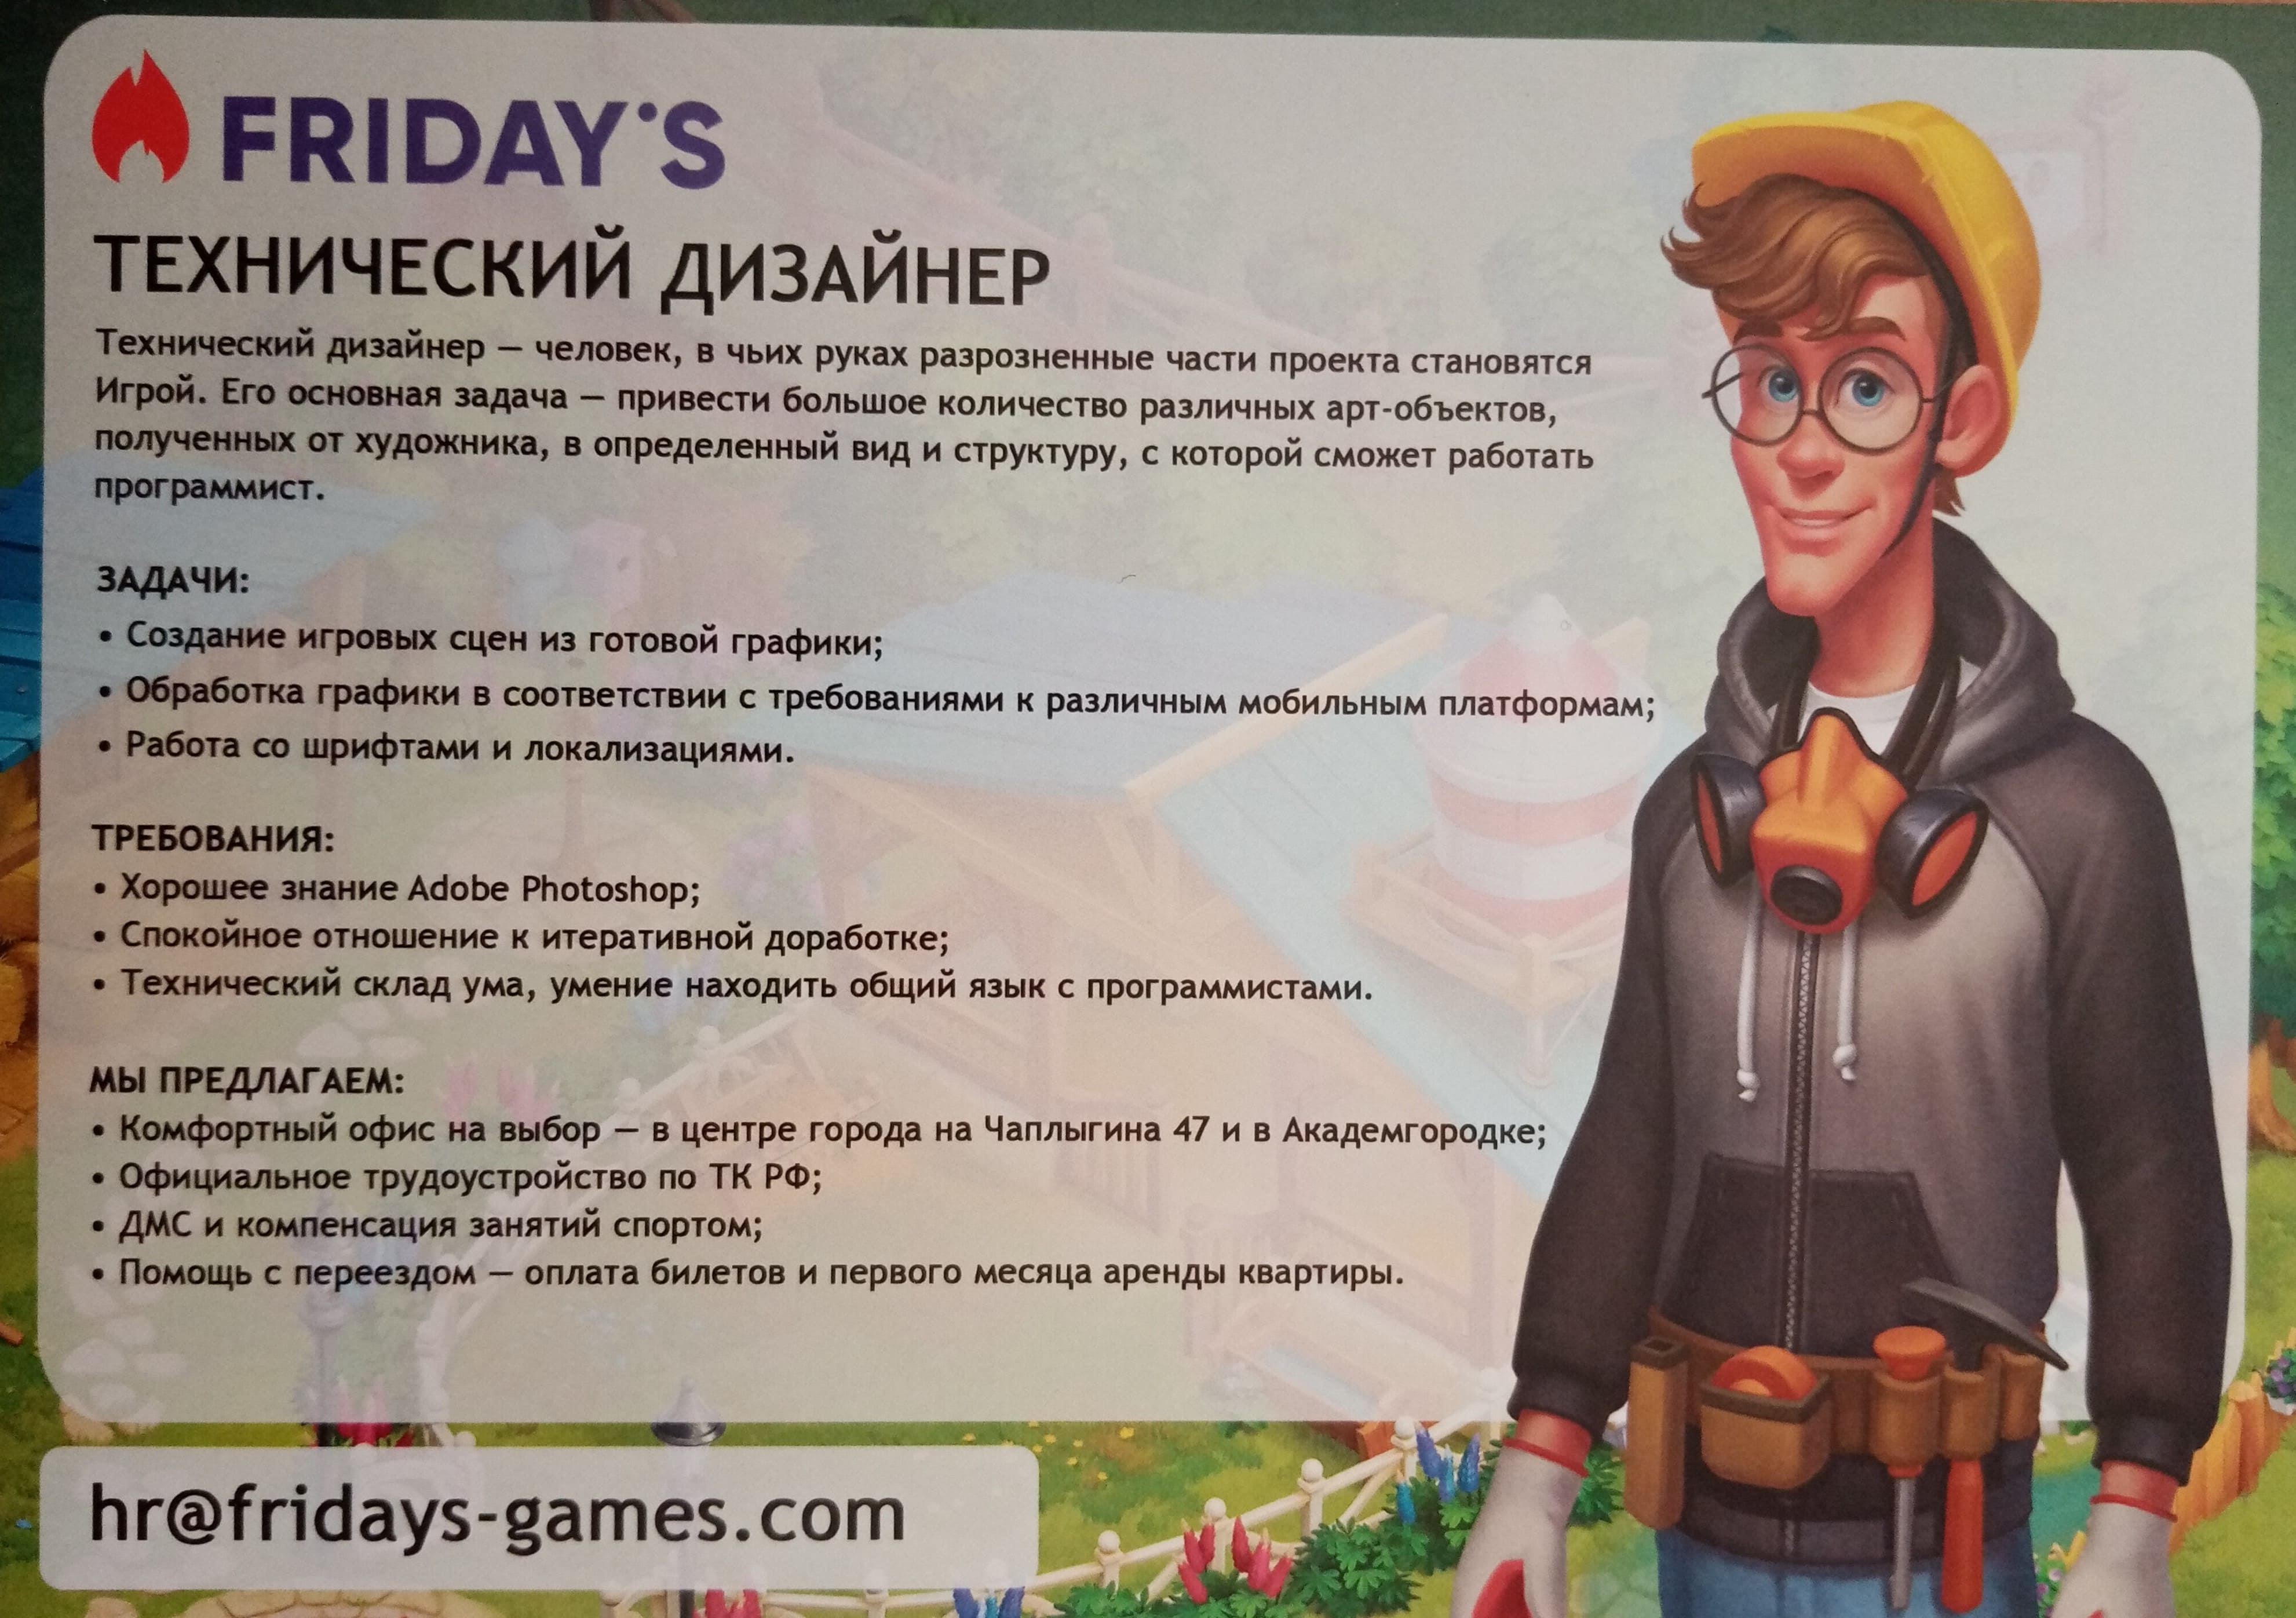 FRIDAY'S
ТЕХНИЧЕСКИЙ ДИЗАЙНЕР
Технический дизайнер — человек, в чьих руках разрозненные части проекта становятся
Игрой. Его основная задача — привести большое количество различных арт-объектов,
полученных от художника, в определенный вид и структуру, с которой сможет работать
программист.
ЗАДАЧИ:
• Создание игровых сцен из готовой графики;
• Обработка графики в соответствии с требованиями к различным мобильным платформам;
• Работа со шрифтами и локализациями.
ТРЕБОВАНИЯ:
• Хорошее знание Adobe Photoshop;
• Спокойное отношение к итеративной доработке;
• Технический склад ума, умение находить общий язык с программистами.
МЫ ПРЕДЛАГАЕМ:
• Комфортный офис на выбор — в центре города на Чаплыгина 47 и в Академгородке;
• Официальное трудоустройство по ТК РФ;
• ДМС и компенсация занятий спортом;
• Помощь с переездом — оплата билетов и первого месяца аренды квартиры.
hr@fridays-games.com